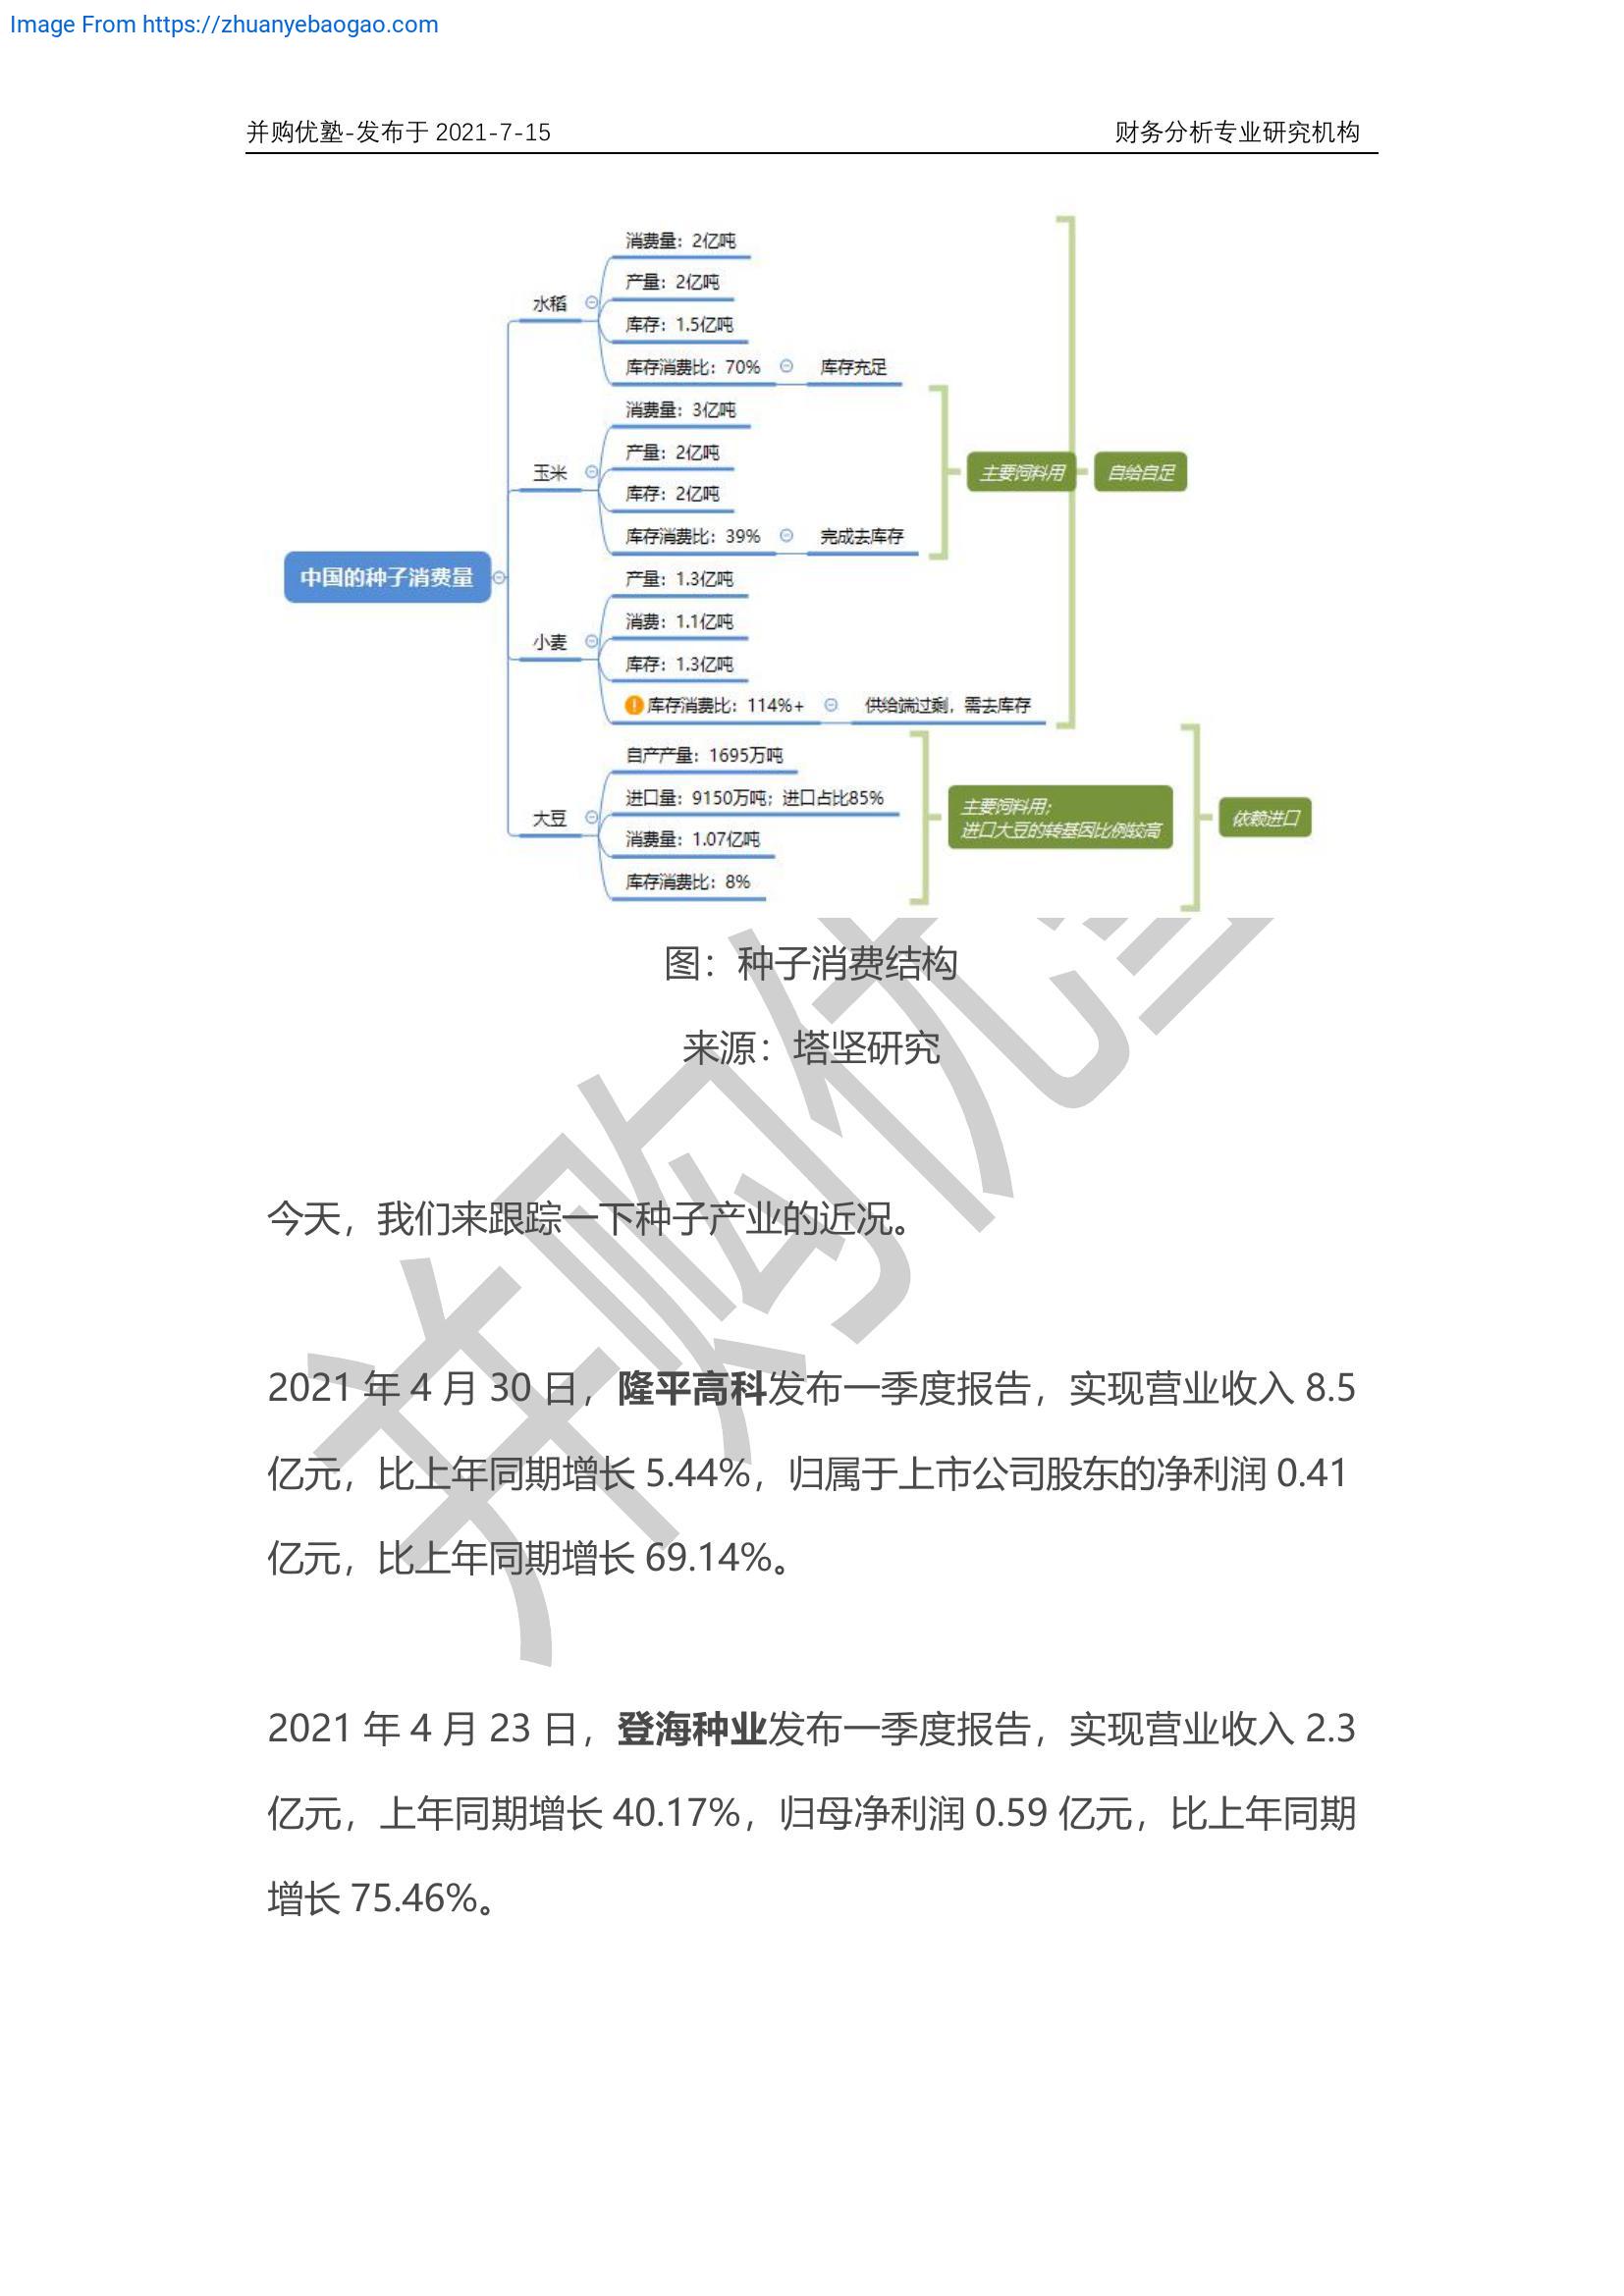 Image From https://zhuanyebaogao.com
并购优塾-发布于 2021-7-15 财务分析专业研究机构
消费量：2亿吨
产量：2亿吨
水稻
库存：1.5亿吨
库存消费比：70% 库存充足
消费量：3亿吨
产量：2亿吨
玉米
主要饲料用 自给自足
库存：2亿吨
库存消费比：39% 完成去库存
中国的种子消费量
产量：1.3亿吨
消费：1.1亿吨
小麦
库存：1.3亿吨
库存消费比：114%+ 供给端过剩，需去库存
自产产量：1695万吨
进口量：9150万吨；进口占比85%
大豆
主要饲料用；
进口大豆的转基因比例较高
依赖进口
消费量：1.07亿吨
库存消费比：8%
图：种子消费结构
来源：塔坚研究
今天，我们来跟踪一下种子产业的近况。
2021 年 4 月 30 日，隆平高科发布一季度报告，实现营业收入 8.5
亿元，比上年同期增长 5.44%，归属于上市公司股东的净利润 0.41
亿元，比上年同期增长 69.14%。
2021 年 4 月 23 日，登海种业发布一季度报告，实现营业收入 2.3
亿元，上年同期增长 40.17%，归母净利润 0.59 亿元，比上年同期
增长 75.46%。
并购优